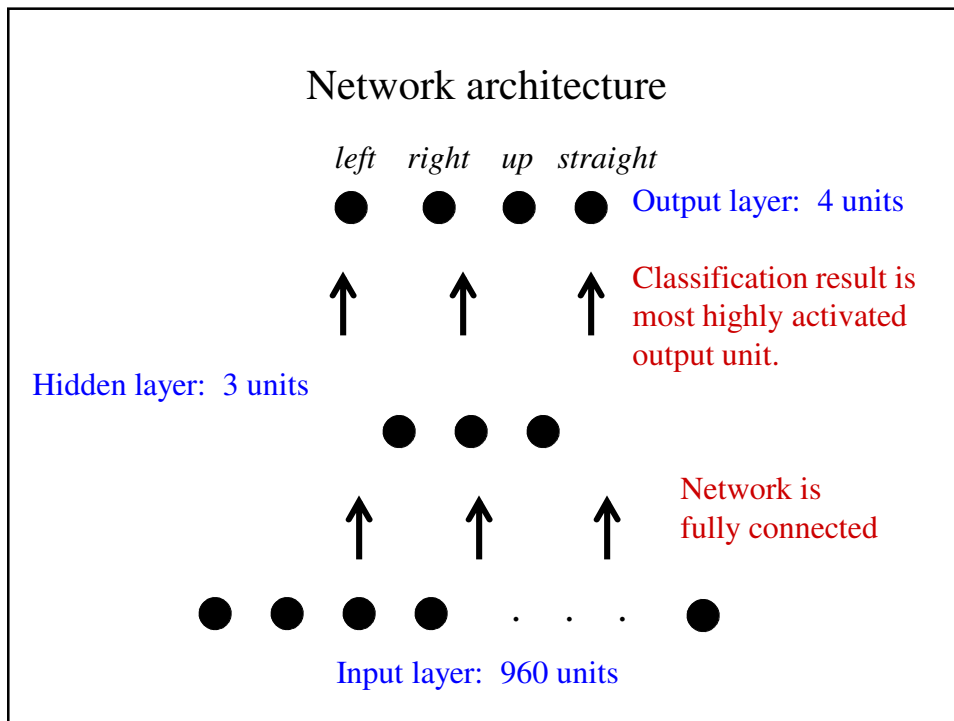 Network architecture
left right up straight
Output layer: 4 units
Classification result is
most highly activated
output unit.
Hidden layer: 3 units
Network is
fully connected
. . .
Input layer: 960 units